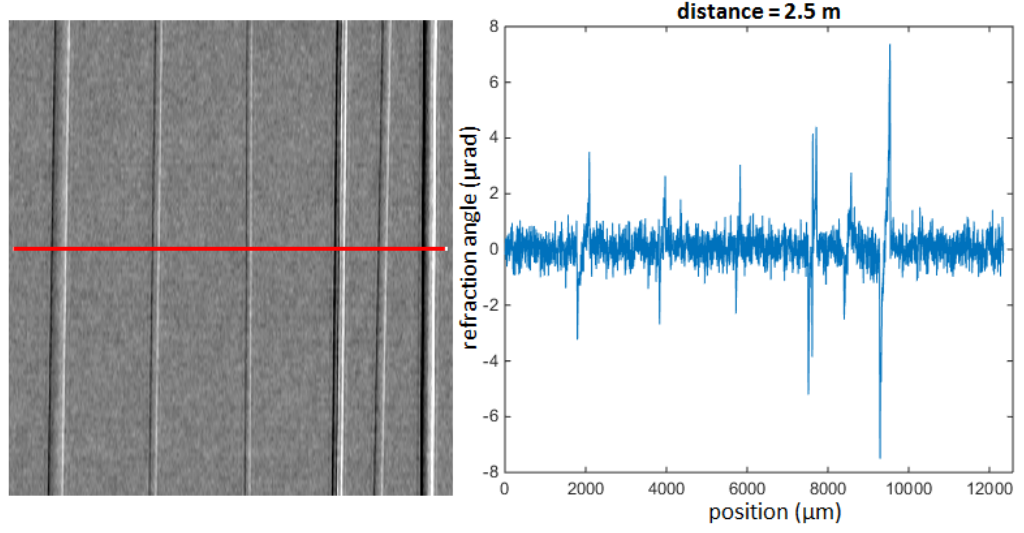 distance = 2.5 m
8
6
4
2
0
-2
-4
-6
-8
refraction angle (µrad)
0 2000 4000 6000 8000 10000 12000
position (µm)